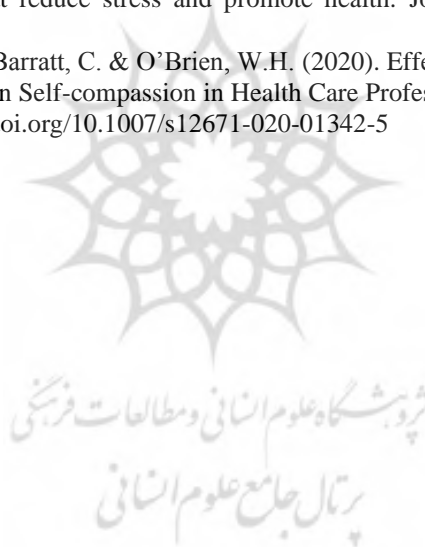 t reduce stress and promote health. Jo
Barratt, C. & O'Brien, W.H. (2020). Effe
n Self-compassion in Health Care Profes
oi.org/10.1007/s12671-020-01342-5
پژوهشگاه علوم انسانی و مطالعات فرهنگی
پرتال جامع علوم انسانی